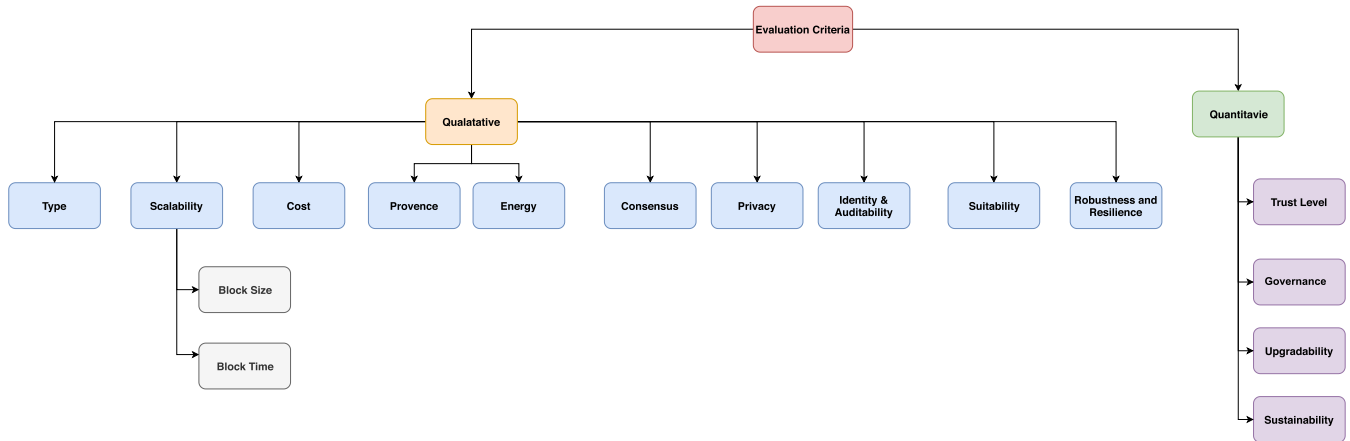 Evaluation Criteria
Qualatative
Quantitavie
Type
Scalability
Cost
Provence
Energy
Consensus
Privacy
Identity &
Auditability
Suitability
Robustness and
Resilience
Trust Level
Block Size
Governance
Block Time
Upgradability
Sustainability